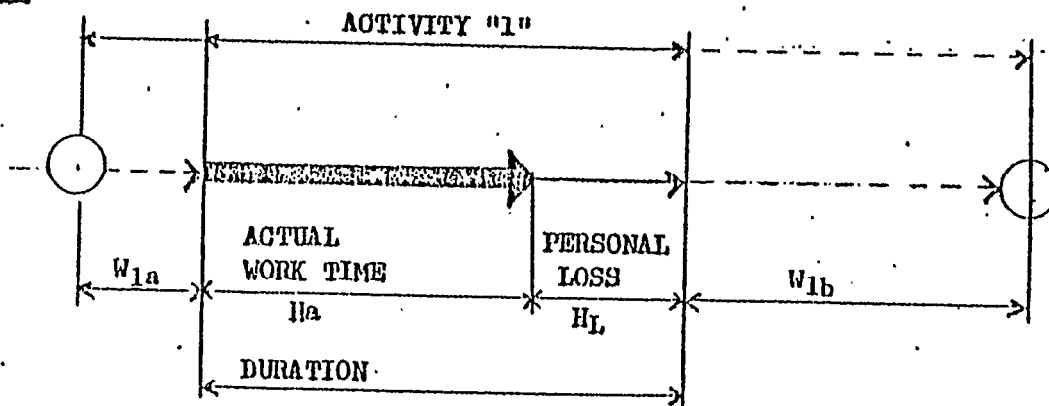 ACTIVITY "1"
ACTUAL
WORK TIME
PERSONAL
LOSS
W1a
Ha
HL
W1b
DURATION